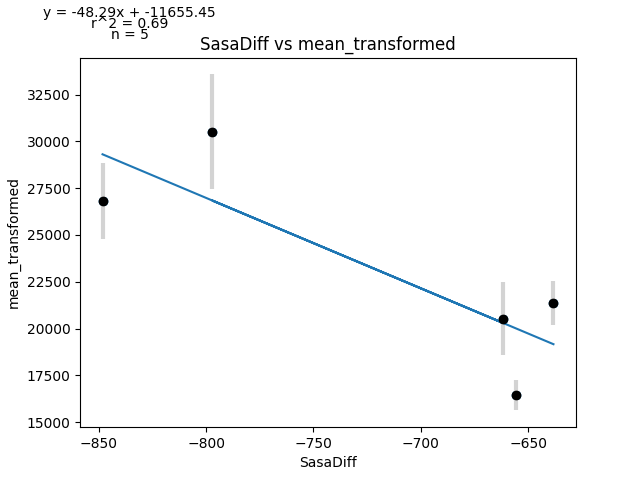 y = -48.29x + -11655.45
r^2 = 0.69
n = 5
SasaDiff vs mean_transformed
mean_transformed
32500
30000
27500
25000
22500
20000
17500
15000
−850
−800
−750
−700
−650
SasaDiff